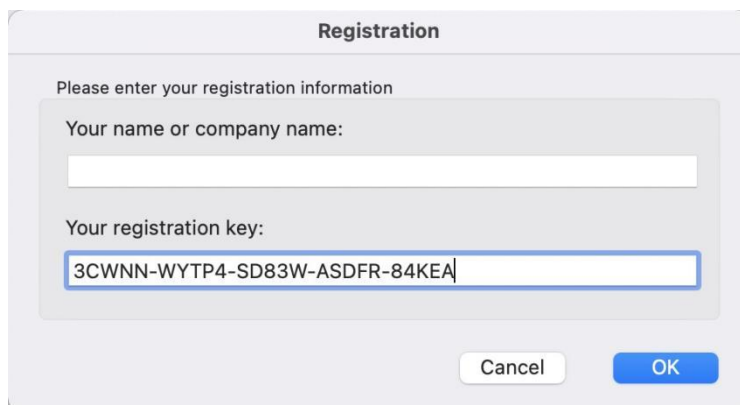 Registration
Please enter your registration information
Your name or company name:
Your registration key:
3CWNN-WYTP4-SD83W-ASDFR-84KEA
Cancel OK